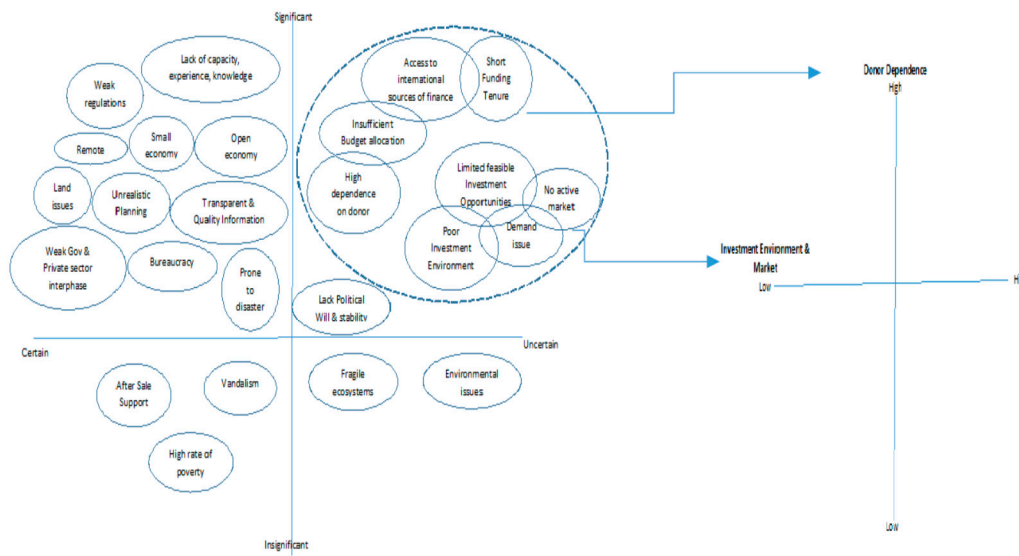 Significant
Lack of capacity,
experience, knowledge
Weak
regulations
Remote
Small
economy
Open
economy
Land
issues
Unrealistic
Planning
Transparent &
Quality Information
Weak Gov &
Private sector
interphase
Bureaucracy
Prone
to
disaster
Access to
international
sources of finance
Short
Funding
Tenure
Insufficient
Budget allocation
High
dependence
on donor
Limited feasible
Investment
Opportunities
No active
market
Poor
Investment
Environment
Demand
issue
Lack Political
Will & stability
Certain
Uncertain
After Sale
Support
Vandalism
Fragile
ecosystems
Environmental
issues
High rate of
poverty
Insignificant
Donor Dependence
High
Investment Environment &
Market
Low
H
Low